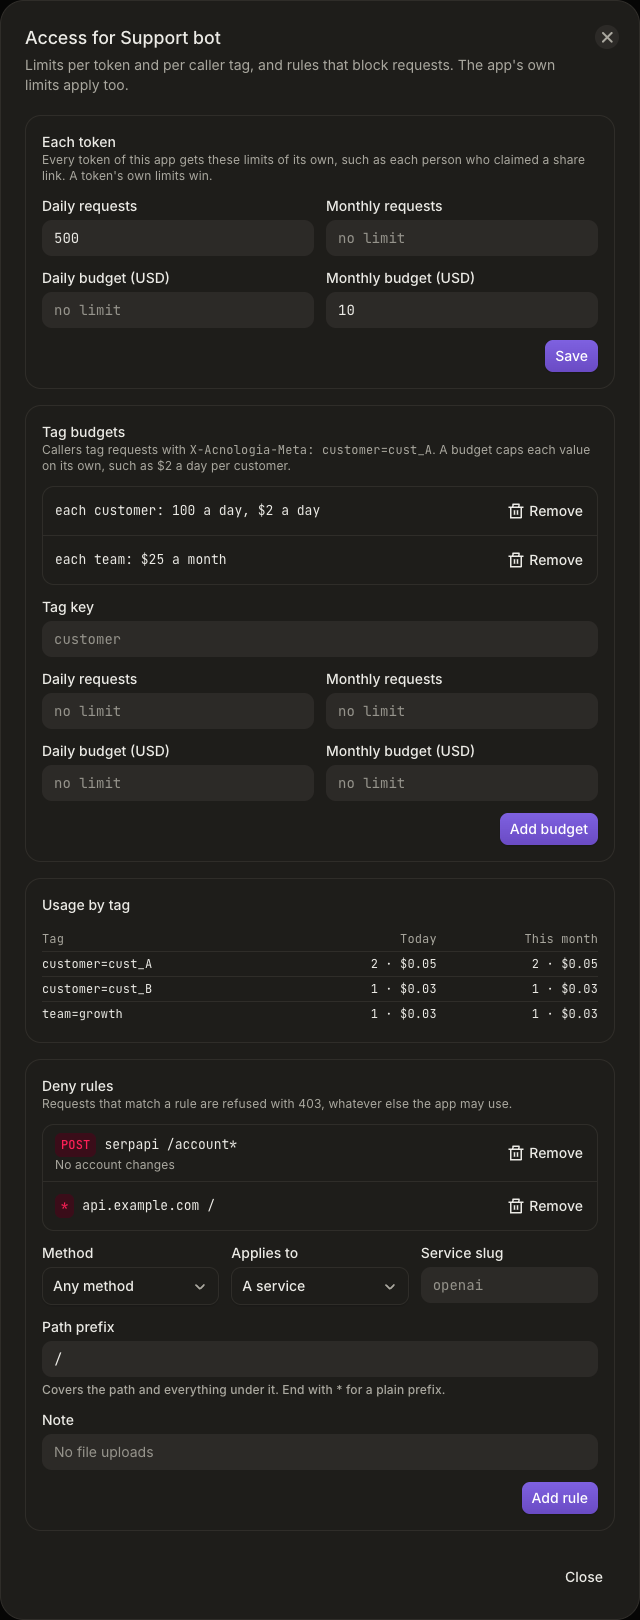 Access for Support bot
Limits per token and per caller tag, and rules that block requests. The app's own
limits apply too.
Each token
Every token of this app gets these limits of its own, such as each person who claimed a share
link. A token's own limits win.
Daily requests
Monthly requests
500
no limit
Daily budget (USD)
Monthly budget (USD)
no limit
10
Save
Tag budgets
Callers tag requests with X-Acnologia-Meta: customer=cust_A. A budget caps each value
on its own, such as $2 a day per customer.
each customer: 100 a day, $2 a day
Remove
each team: $25 a month
Remove
Tag key
customer
Daily requests
Monthly requests
no limit
no limit
Daily budget (USD)
Monthly budget (USD)
no limit
no limit
Add budget
Usage by tag
Tag Today This month
customer=cust_A 2 · $0.05 2 · $0.05
customer=cust_B 1 · $0.03 1 · $0.03
team=growth 1 · $0.03 1 · $0.03
Deny rules
Requests that match a rule are refused with 403, whatever else the app may use.
POST serpapi /account*
No account changes
Remove
* api.example.com /
Remove
Method
Applies to
Service slug
Any method
A service
openai
Path prefix
/
Covers the path and everything under it. End with * for a plain prefix.
Note
No file uploads
Add rule
Close